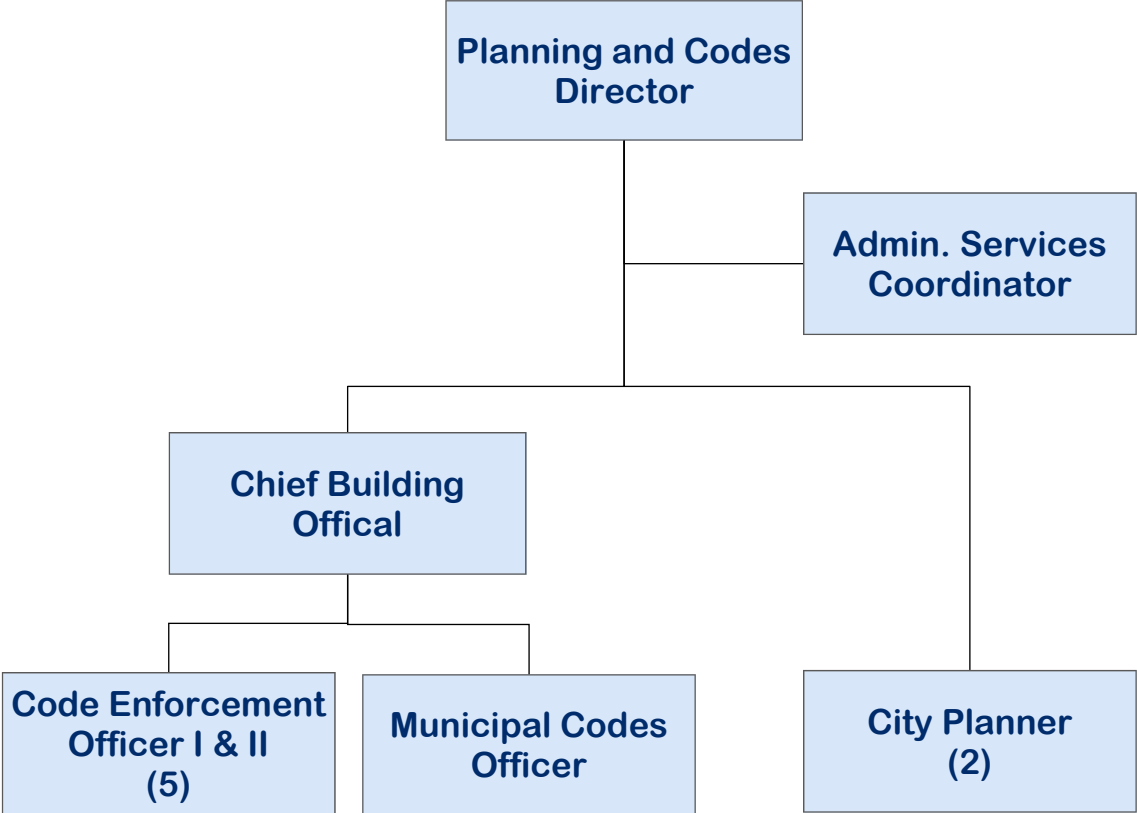 Planning and Codes
Director
Admin. Services
Coordinator
Chief Building
Offical
Code Enforcement
Officer I & II
(5)
Municipal Codes
Officer
City Planner
(2)